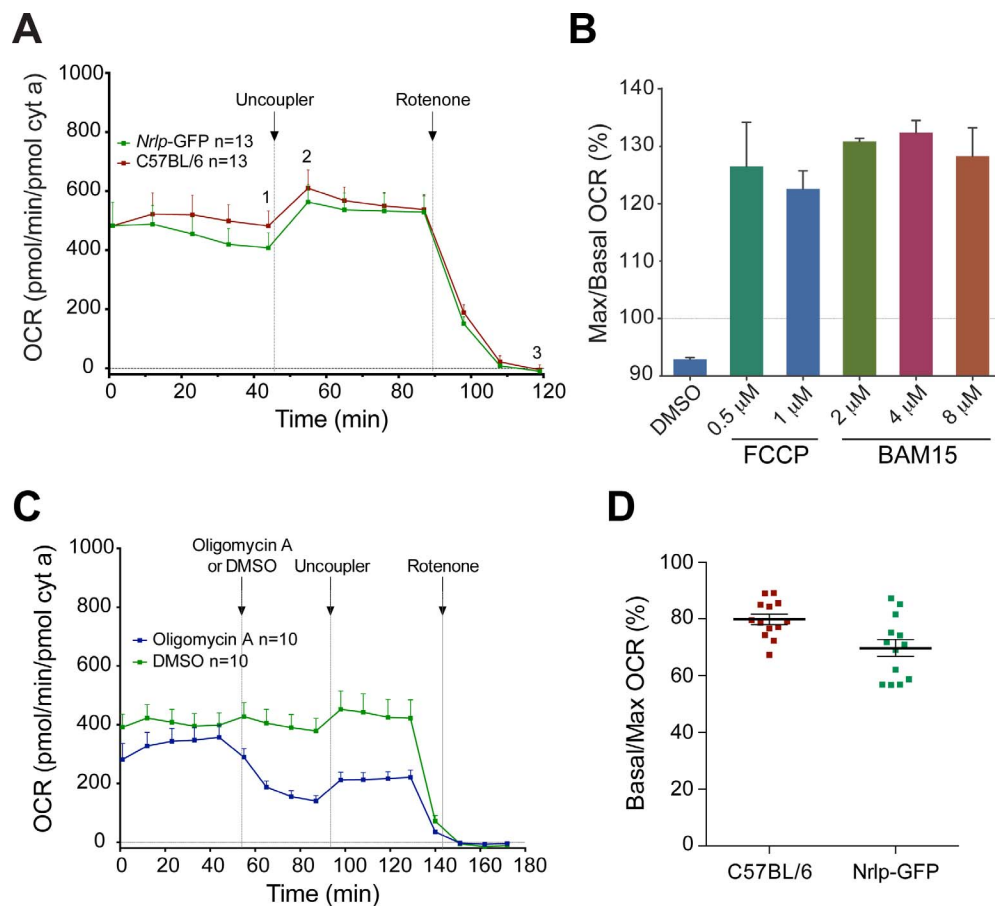 A
OCR (pmol/min/pmol cyt a)
1000
800
600
400
200
0
Uncoupler
Rotenone
Nrlp-GFP n=13
C57BL/6 n=13
1
2
3
0 20 40 60 80 100 120
Time (min)
B
Max/Basal OCR (%)
140
130
120
110
100
90
DMSO
0.5 μM
1 μM
2 μM
4 μM
8 μM
FCCP
BAM15
C
OCR (pmol/min/pmol cyt a)
1000
800
600
400
200
0
Oligomycin A
or DMSO
Uncoupler
Rotenone
Oligomycin A n=10
DMSO n=10
0 20 40 60 80 100 120 140 160 180
Time (min)
D
Basal/Max OCR (%)
100
80
60
40
20
0
C57BL/6
Nrlp-GFP